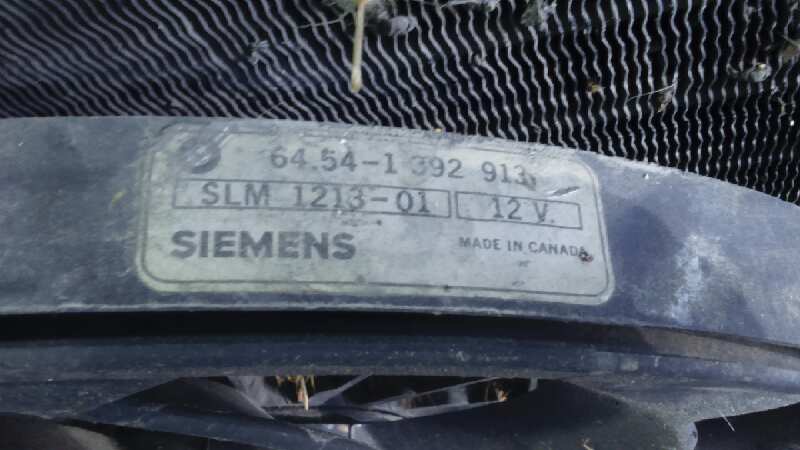 64.54-1 392 913
SLM 1213-01 12 V.
SIEMENS MADE IN CANADA